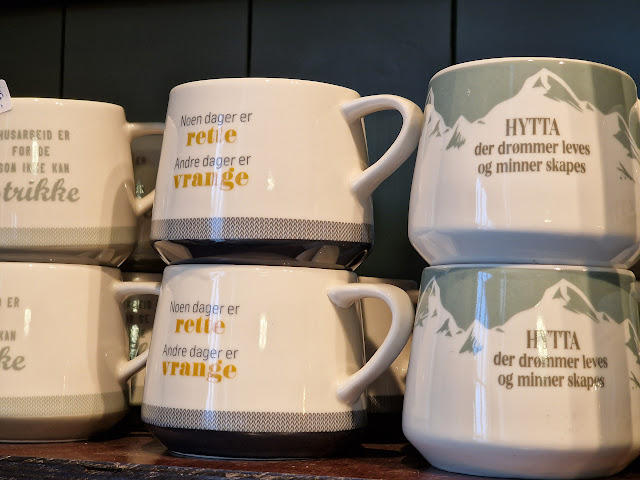 HUSARBEID ER
FOR DE
SOM IKKE KAN
strikke
Noen dager er
rette
Andre dager er
vrange
HYTTA
der drømmer leves
og minner skapes
ER
KAN
Noen dager er
rette
Andre dager er
vrange
HYTTA
der drømmer leves
og minner skapes